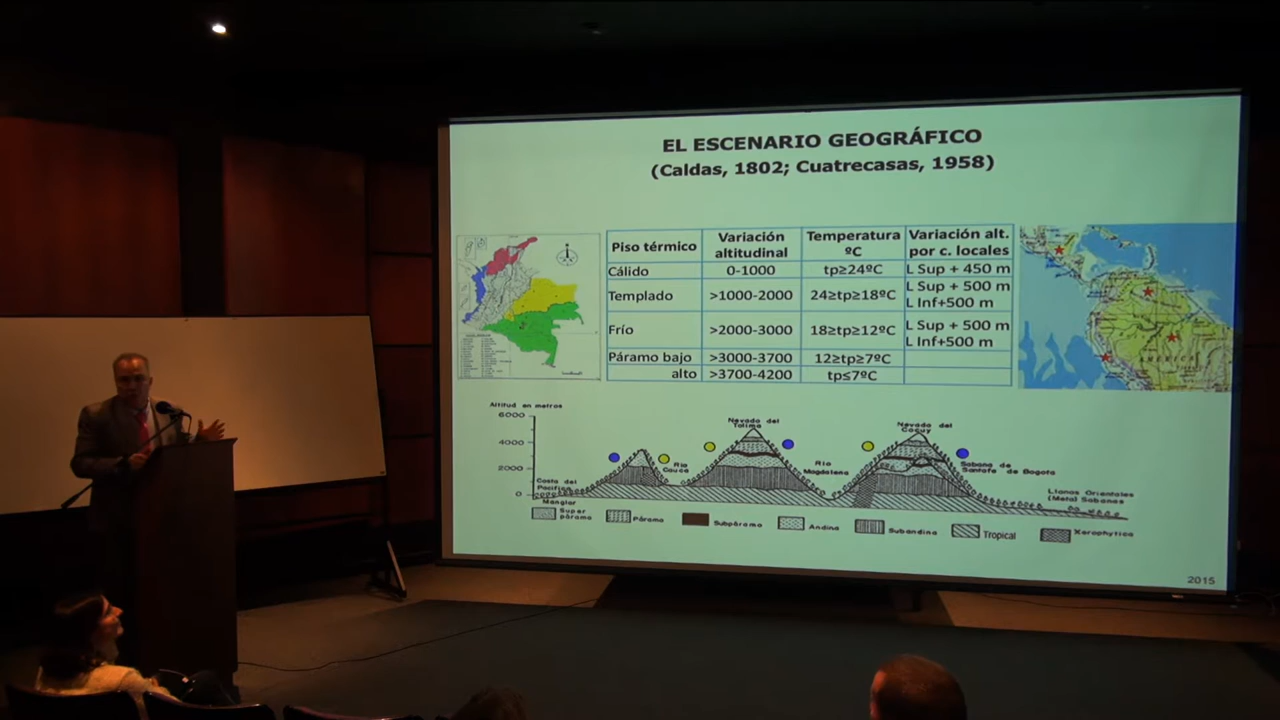 EL ESCENARIO GEOGRÁFICO
(Caldas, 1802; Cuatrecasas, 1958)
Piso térmico
Variación altitudinal
Temperatura ºC
Variación alt. por c. locales
Cálido 0-1000 tp≥24ºC L Sup + 450 m
Templado >1000-2000 24≥tp≥18ºC L Sup + 500 m
L Inf+500 m
Frío >2000-3000 18≥tp≥12ºC L Sup + 500 m
L Inf+500 m
Páramo bajo >3000-3700 12≥tp≥7ºC
alto >3700-4200 tp≤7ºC
Altitud en metros
6000
4000
2000
0
Costa del Pacífico
Manglar
Río Cauca
Nevado del Tolima
Río Magdalena
Nevado del Cocuy
Sabana de Santafe de Bogota
Llanos Orientales
(Meta) Sabanas
Super páramo
Páramo
Subpáramo
Andina
Subandina
Tropical
Xerophytica
2015